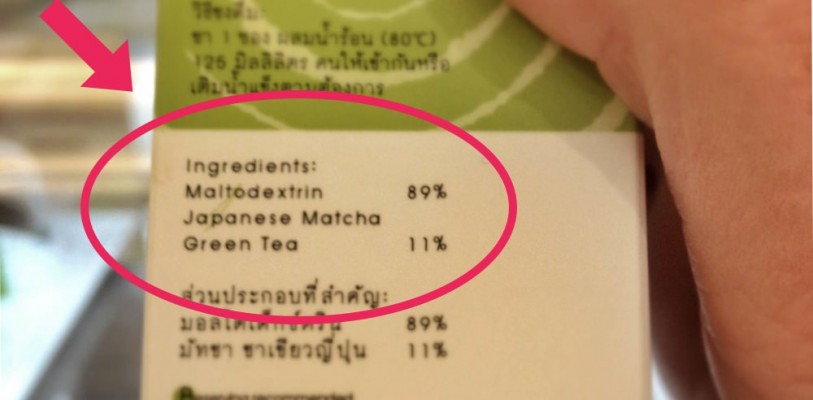 วิธีชงดื่ม:
ชา 1 ซอง ผสมน้ำร้อน (80℃)
125 มิลลิลิตร คนให้เข้ากันหรือ
เติมน้ำแข็งตามต้องการ
Ingredients:
Maltodextrin 89%
Japanese Matcha
Green Tea 11%
ส่วนประกอบที่สำคัญ:
มอลโตเด็กซ์ตริน 89%
มัทชา ชาเขียวญี่ปุ่น 11%
recommended